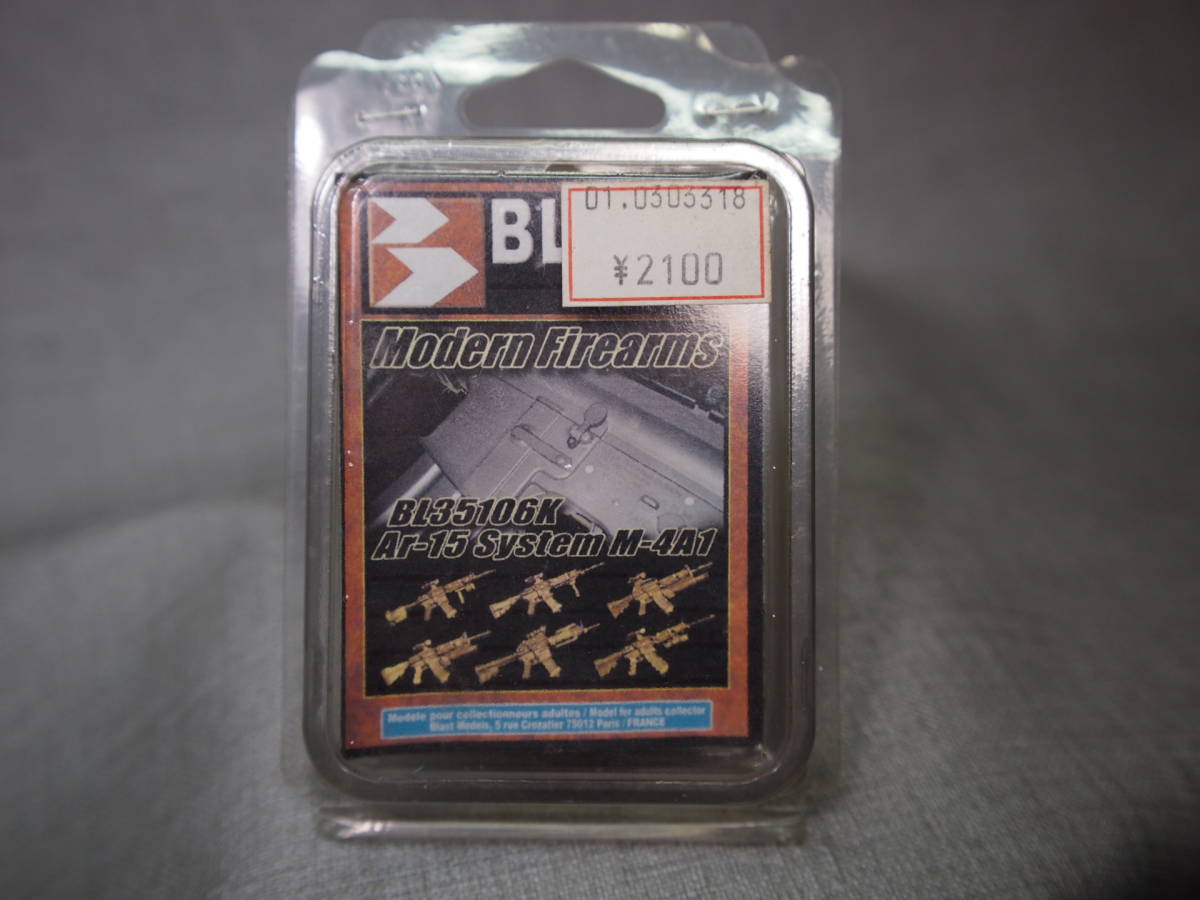 BL
01.0303318
¥2100
Modern Firearms
BL35106K
Ar-15 System M-4A1
Modèle pour collectionneurs adultes / Model for adults collector
Blast Models, 5 rue Crozatier 75012 Paris / FRANCE